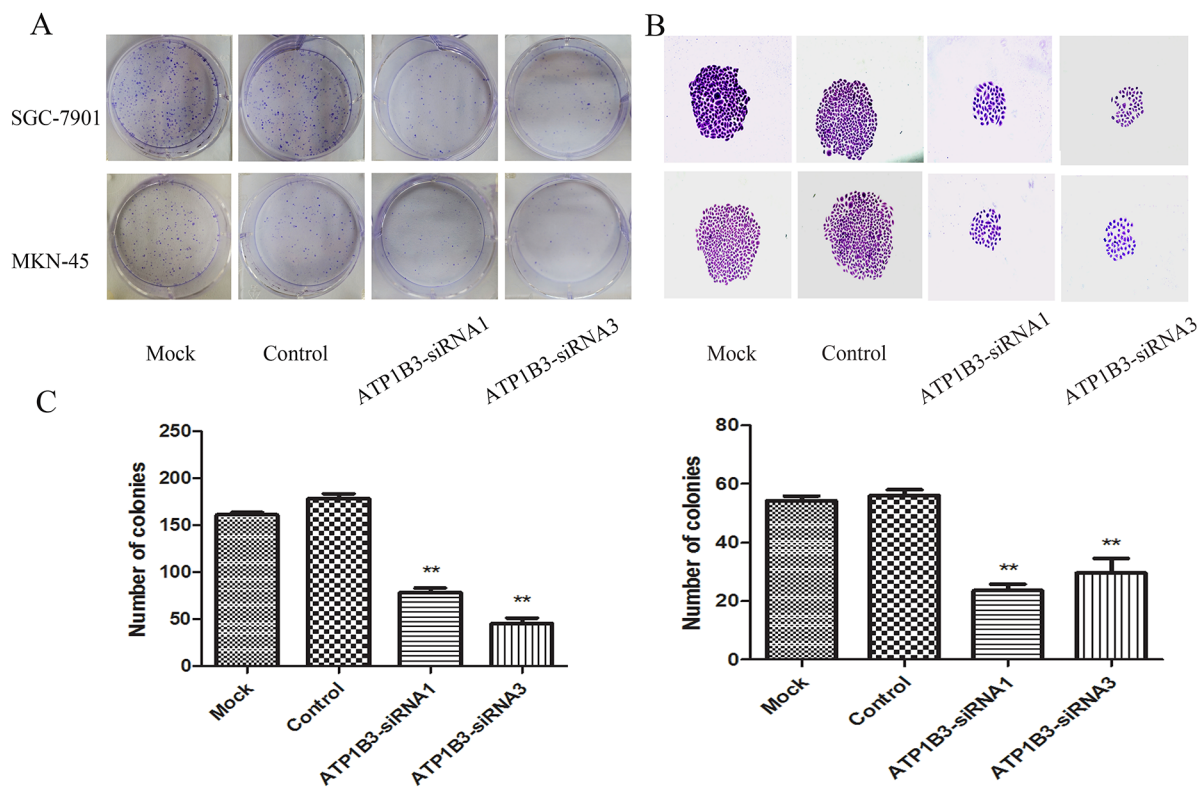 A
B
SGC-7901
MKN-45
Mock
Control
ATP1B3-siRNA1
ATP1B3-siRNA3
Mock
Control
ATP1B3-siRNA1
ATP1B3-siRNA3
C
Number of colonies
250
200
150
100
50
0
**
**
Mock
Control
ATP1B3-siRNA1
ATP1B3-siRNA3
Number of colonies
80
60
40
20
0
**
**
Mock
Control
ATP1B3-siRNA1
ATP1B3-siRNA3